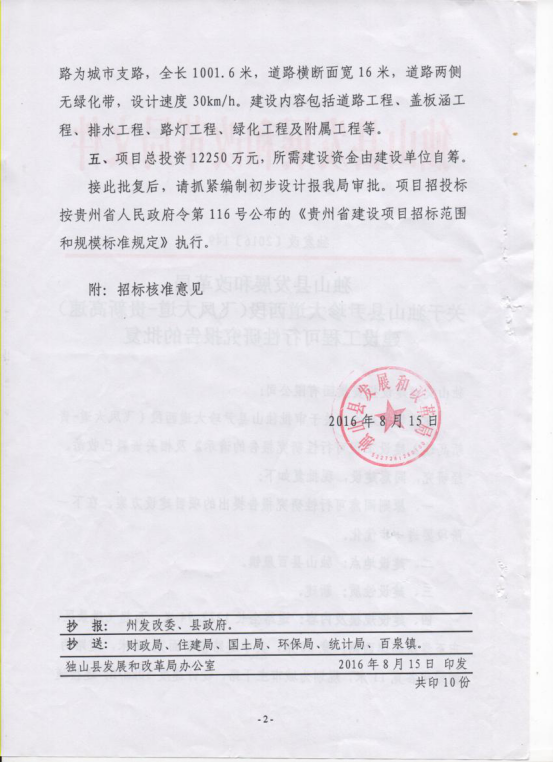 路为城市支路，全长 1001.6 米，道路横断面宽 16 米，道路两侧
无绿化带，设计速度 30km/h。建设内容包括道路工程、盖板涵工
程、排水工程、路灯工程、绿化工程及附属工程等。
五、项目总投资 12250 万元，所需建设资金由建设单位自筹。
接此批复后，请抓紧编制初步设计报我局审批。项目招投标
按贵州省人民政府令第 116 号公布的《贵州省建设项目招标范围
和规模标准规定》执行。
附：招标核准意见
独山县发展和改革局
2016 年 8 月 15 日
抄 报： 州发改委、县政府。
抄 送： 财政局、住建局、国土局、环保局、统计局、百泉镇。
独山县发展和改革局办公室 2016 年 8 月 15 日 印发
共印 10 份
-2-